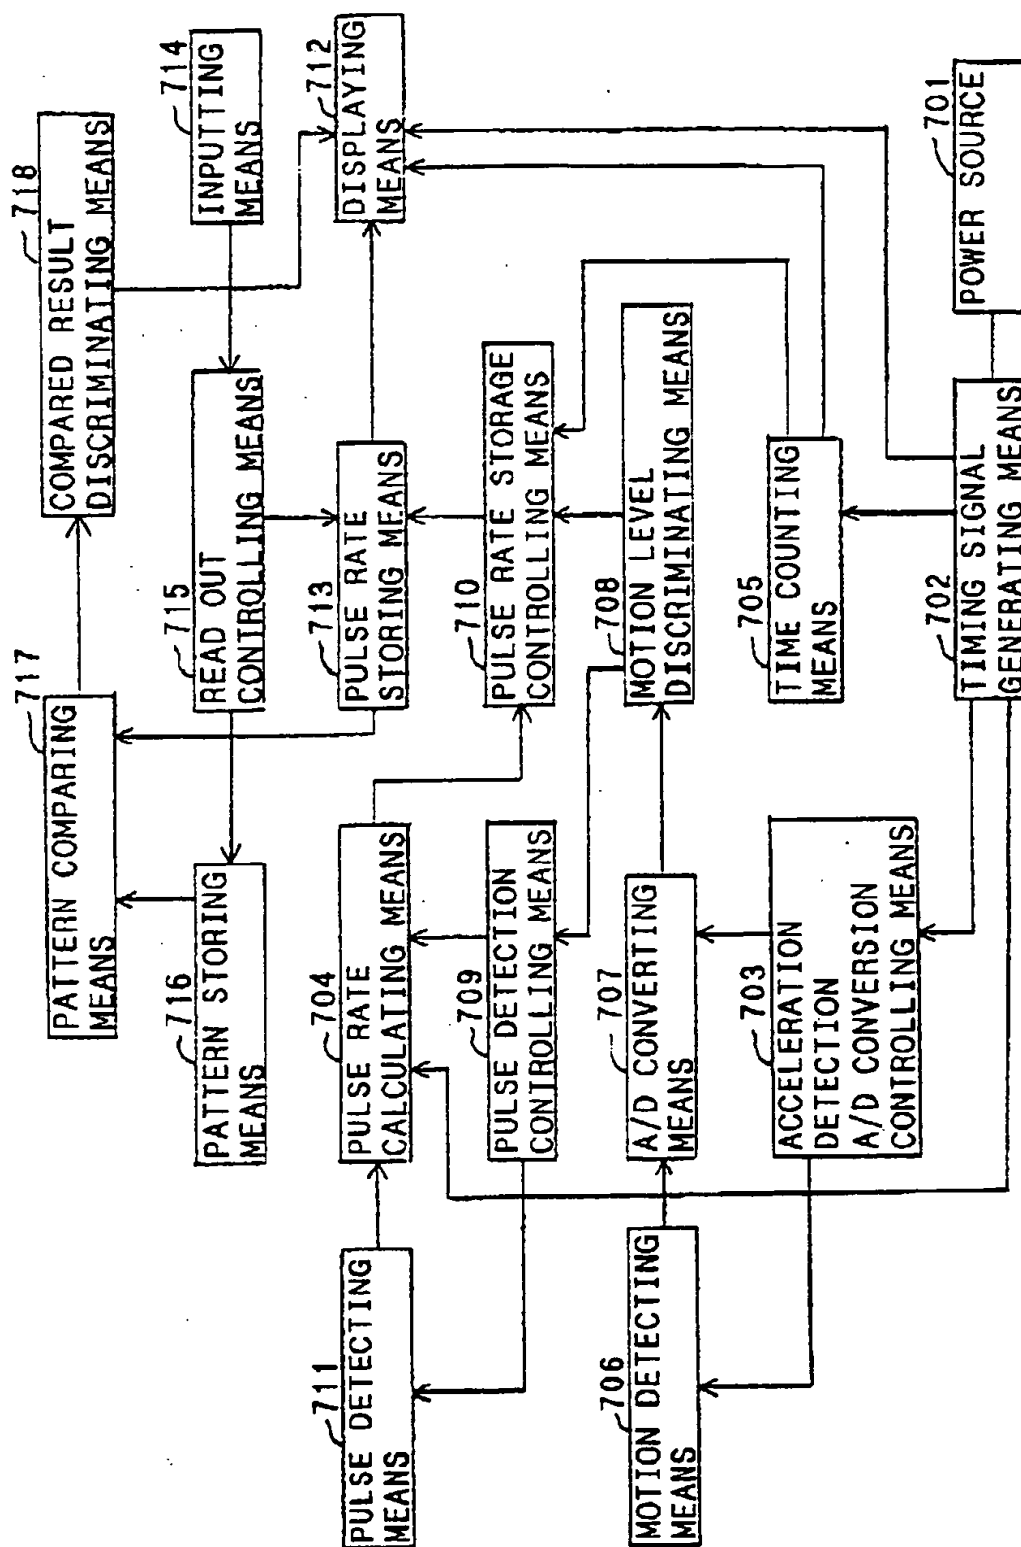 718
COMPARED RESULT
DISCRIMINATING MEANS
714
INPUTTING
MEANS
712
DISPLAYING
MEANS
717
PATTERN COMPARING
MEANS
715
READ OUT
CONTROLLING MEANS
713
PULSE RATE
STORING MEANS
710
PULSE RATE STORAGE
CONTROLLING MEANS
708
MOTION LEVEL
DISCRIMINATING MEANS
705
TIME COUNTING
MEANS
702
TIMING SIGNAL
GENERATING MEANS
701
POWER SOURCE
716
PATTERN STORING
MEANS
704
PULSE RATE
CALCULATING MEANS
709
PULSE DETECTION
CONTROLLING MEANS
707
A/D CONVERTING
MEANS
703
ACCELERATION
DETECTION
A/D CONVERSION
CONTROLLING MEANS
711
PULSE DETECTING
MEANS
706
MOTION DETECTING
MEANS